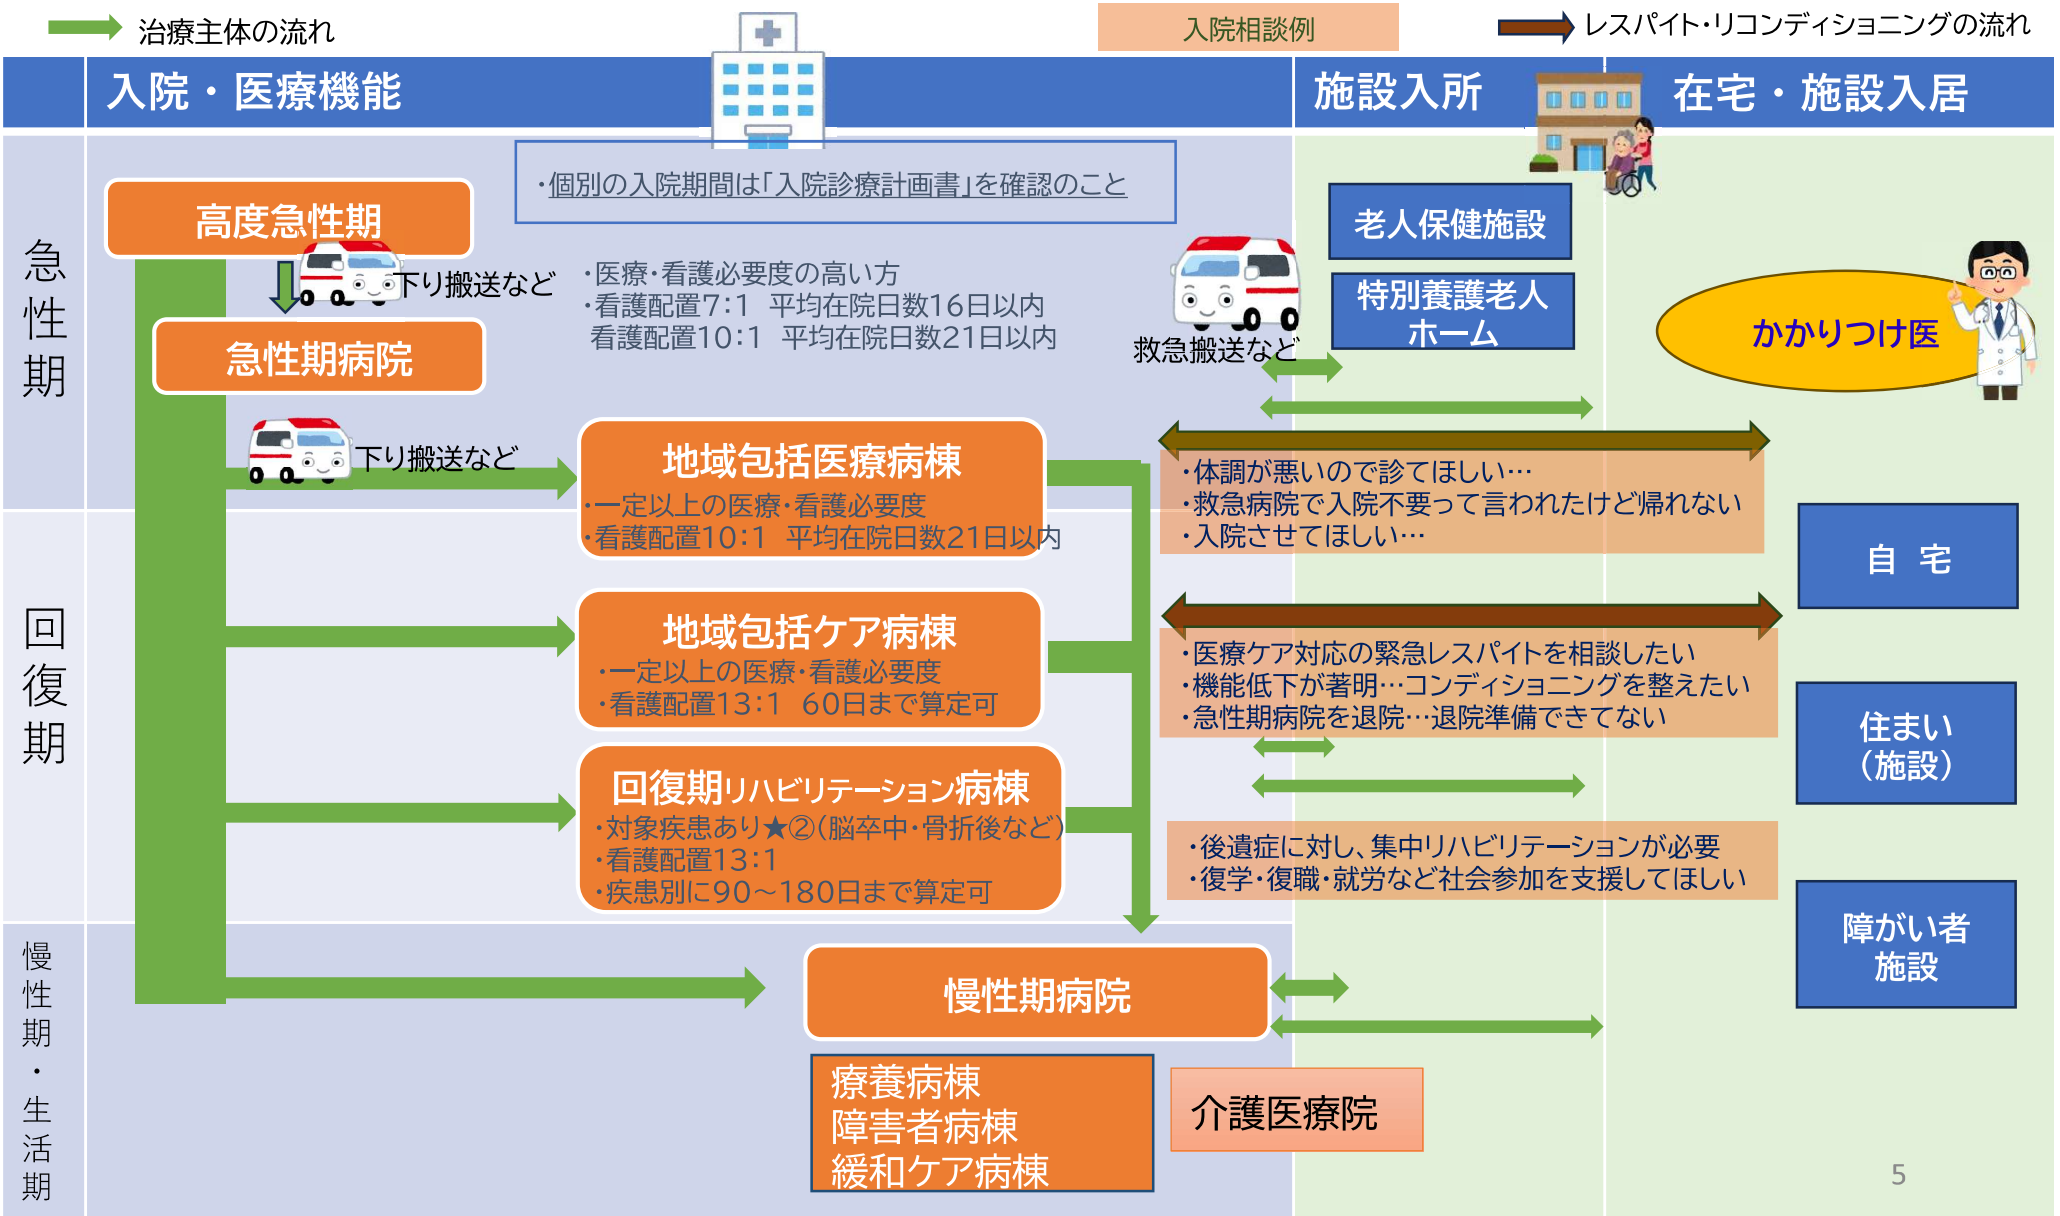 治療主体の流れ
入院相談例
レスパイト・リコンディショニングの流れ
入院・医療機能
施設入所
在宅・施設入居
急性期
・個別の入院期間は「入院診療計画書」を確認のこと
高度急性期
下り搬送など
急性期病院
・医療・看護必要度の高い方
・看護配置7：1　平均在院日数16日以内
看護配置10：1　平均在院日数21日以内
救急搬送など
老人保健施設
特別養護老人
ホーム
かかりつけ医
下り搬送など
地域包括医療病棟
・一定以上の医療・看護必要度
・看護配置10：1　平均在院日数21日以内
・体調が悪いので診てほしい…
・救急病院で入院不要って言われたけど帰れない
・入院させてほしい…
自　宅
回復期
地域包括ケア病棟
・一定以上の医療・看護必要度
・看護配置13：1　60日まで算定可
・医療ケア対応の緊急レスパイトを相談したい
・機能低下が著明…コンディショニングを整えたい
・急性期病院を退院…退院準備できてない
住まい
（施設）
回復期リハビリテーション病棟
・対象疾患あり★②（脳卒中・骨折後など）
・看護配置13：1
・疾患別に90～180日まで算定可
・後遺症に対し、集中リハビリテーションが必要
・復学・復職・就労など社会参加を支援してほしい
障がい者
施設
慢性期・生活期
慢性期病院
療養病棟
障害者病棟
緩和ケア病棟
介護医療院
5